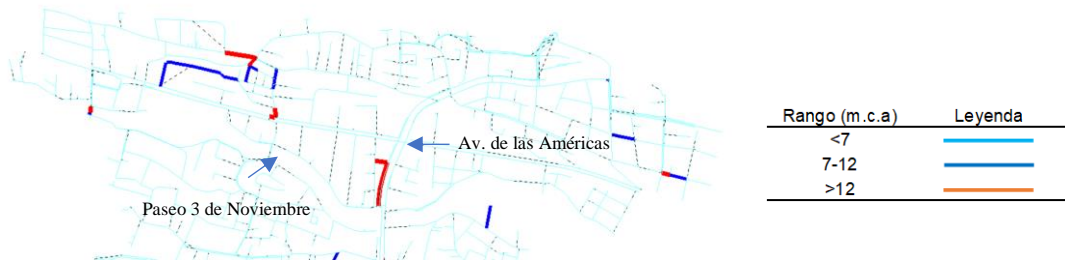 Av. de las Américas
Paseo 3 de Noviembre
Rango (m.c.a) Leyenda
<7
7-12
>12